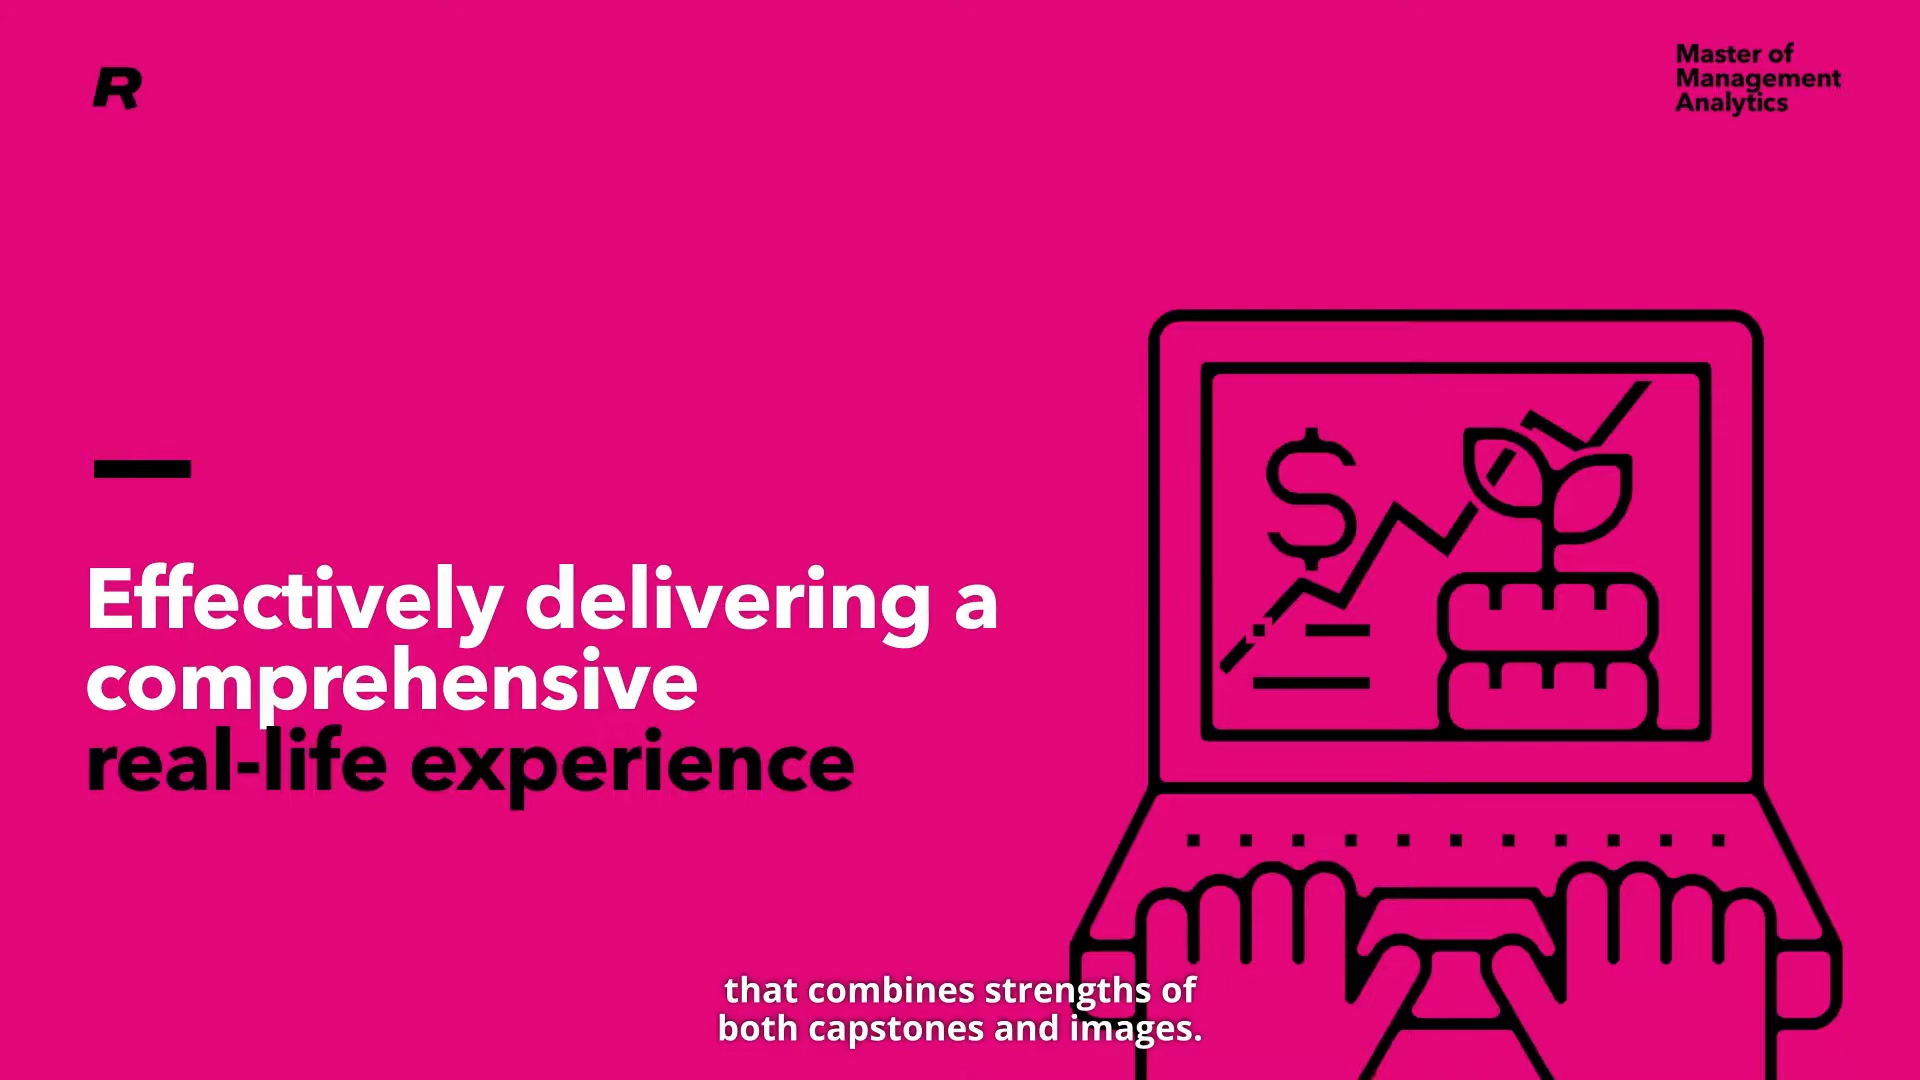 R
Master of
Management
Analytics
Effectively delivering a
comprehensive
real-life experience
$
that combines strengths of
both capstones and images.